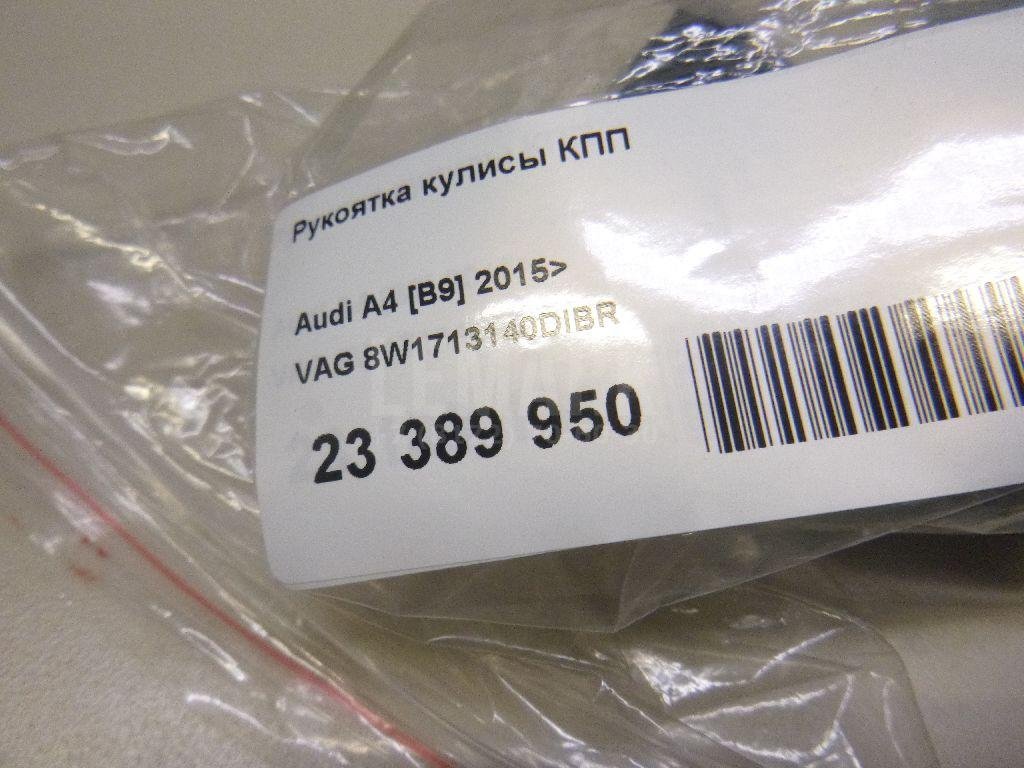 Рукоятка кулисы КПП
Audi A4 [B9] 2015>
VAG 8W1713140DIBR
23 389 950